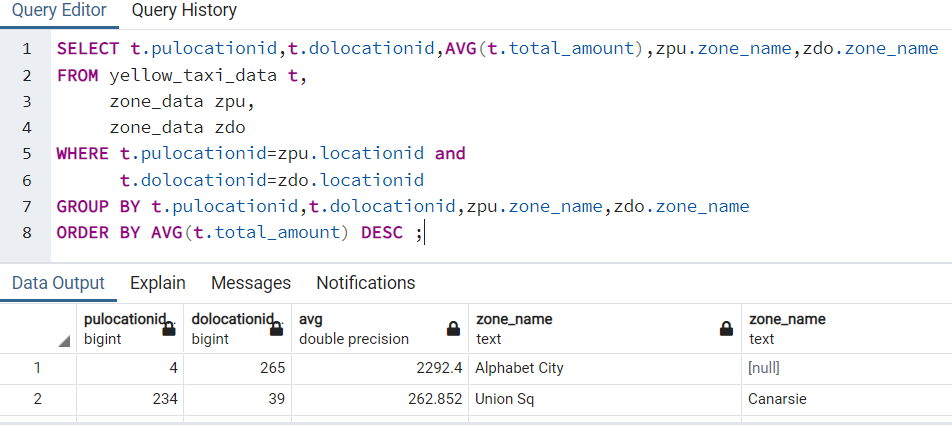 Query Editor Query History
1 SELECT t.pulocationid,t.dolocationid,AVG(t.total_amount),zpu.zone_name,zdo.zone_name
2 FROM yellow_taxi_data t,
3 zone_data zpu,
4 zone_data zdo
5 WHERE t.pulocationid=zpu.locationid and
6 t.dolocationid=zdo.locationid
7 GROUP BY t.pulocationid,t.dolocationid,zpu.zone_name,zdo.zone_name
8 ORDER BY AVG(t.total_amount) DESC ;
Data Output Explain Messages Notifications
pulocationid.. dolocationid.. avg zone_name zone_name
bigint bigint double precision text text
1 4 265 2292.4 Alphabet City [null]
2 234 39 262.852 Union Sq Canarsie